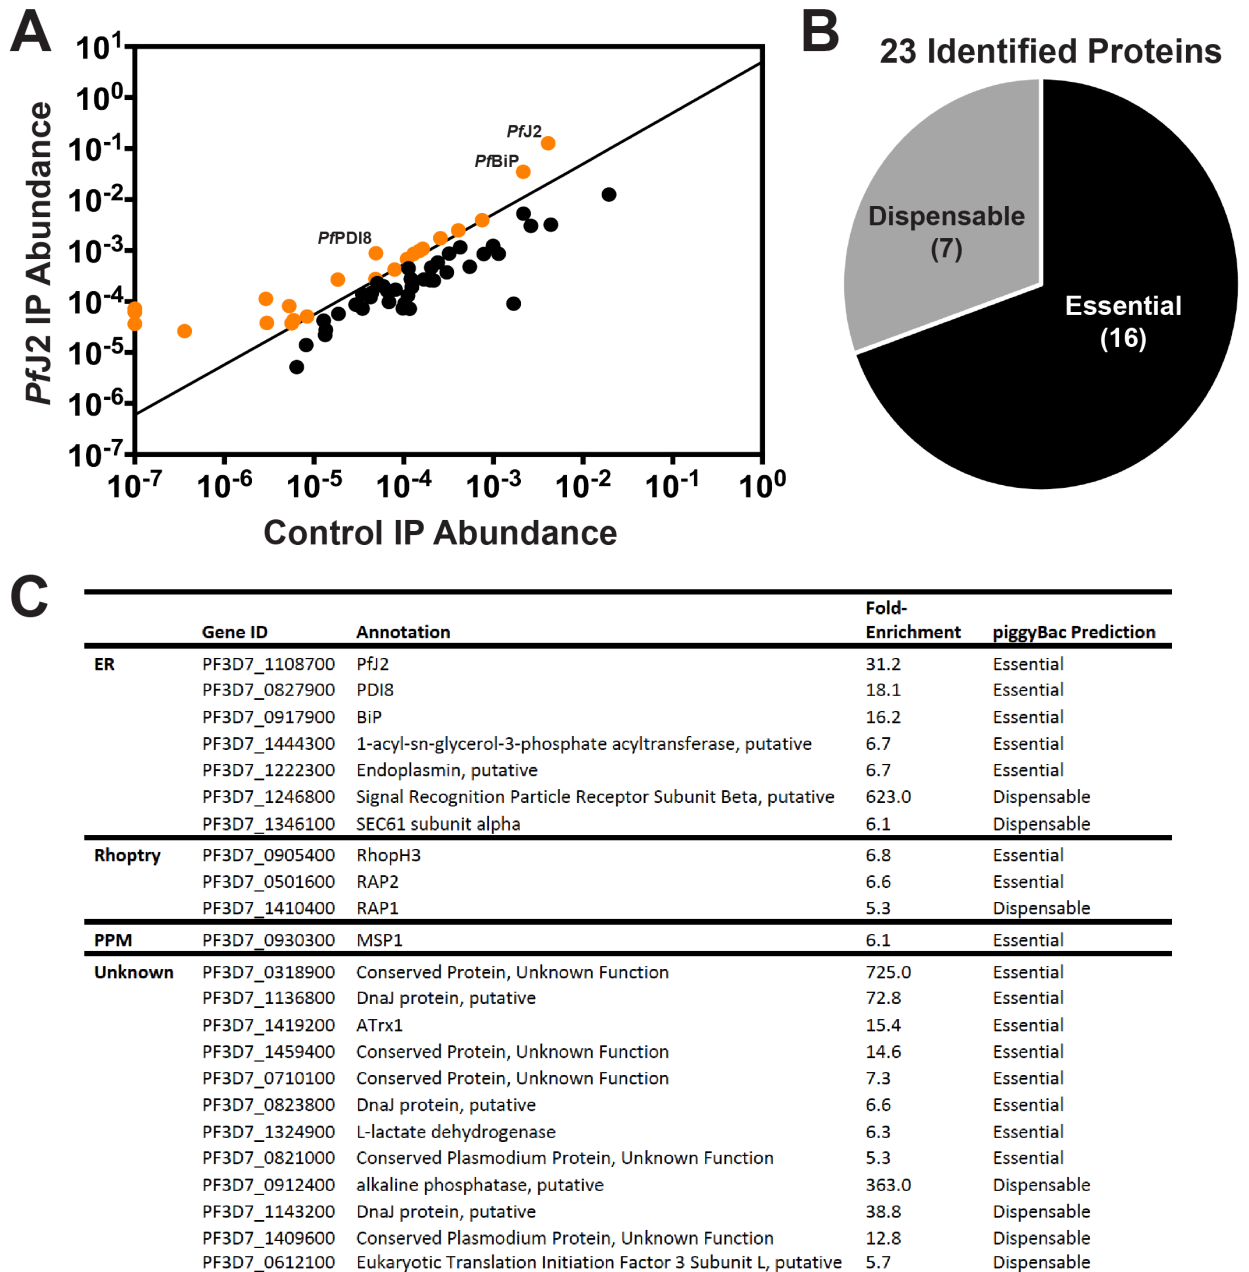 A
10¹
10⁰
10⁻¹
10⁻²
10⁻³
10⁻⁴
10⁻⁵
10⁻⁶
10⁻⁷
PfJ2 IP Abundance
PfJ2
PfBiP
PfPDI8
10⁻⁷ 10⁻⁶ 10⁻⁵ 10⁻⁴ 10⁻³ 10⁻² 10⁻¹ 10⁰
Control IP Abundance
B
23 Identified Proteins
Dispensable
(7)
Essential
(16)
C
Fold-
Gene ID Annotation Enrichment piggyBac Prediction
ER PF3D7_1108700 PfJ2 31.2 Essential
PF3D7_0827900 PDI8 18.1 Essential
PF3D7_0917900 BiP 16.2 Essential
PF3D7_1444300 1-acyl-sn-glycerol-3-phosphate acyltransferase, putative 6.7 Essential
PF3D7_1222300 Endoplasmin, putative 6.7 Essential
PF3D7_1246800 Signal Recognition Particle Receptor Subunit Beta, putative 623.0 Dispensable
PF3D7_1346100 SEC61 subunit alpha 6.1 Dispensable
Rhoptry PF3D7_0905400 RhopH3 6.8 Essential
PF3D7_0501600 RAP2 6.6 Essential
PF3D7_1410400 RAP1 5.3 Dispensable
PPM PF3D7_0930300 MSP1 6.1 Essential
Unknown PF3D7_0318900 Conserved Protein, Unknown Function 725.0 Essential
PF3D7_1136800 DnaJ protein, putative 72.8 Essential
PF3D7_1419200 ATrx1 15.4 Essential
PF3D7_1459400 Conserved Protein, Unknown Function 14.6 Essential
PF3D7_0710100 Conserved Protein, Unknown Function 7.3 Essential
PF3D7_0823800 DnaJ protein, putative 6.6 Essential
PF3D7_1324900 L-lactate dehydrogenase 6.3 Essential
PF3D7_0821000 Conserved Plasmodium Protein, Unknown Function 5.3 Essential
PF3D7_0912400 alkaline phosphatase, putative 363.0 Dispensable
PF3D7_1143200 DnaJ protein, putative 38.8 Dispensable
PF3D7_1409600 Conserved Plasmodium Protein, Unknown Function 12.8 Dispensable
PF3D7_0612100 Eukaryotic Translation Initiation Factor 3 Subunit L, putative 5.7 Dispensable